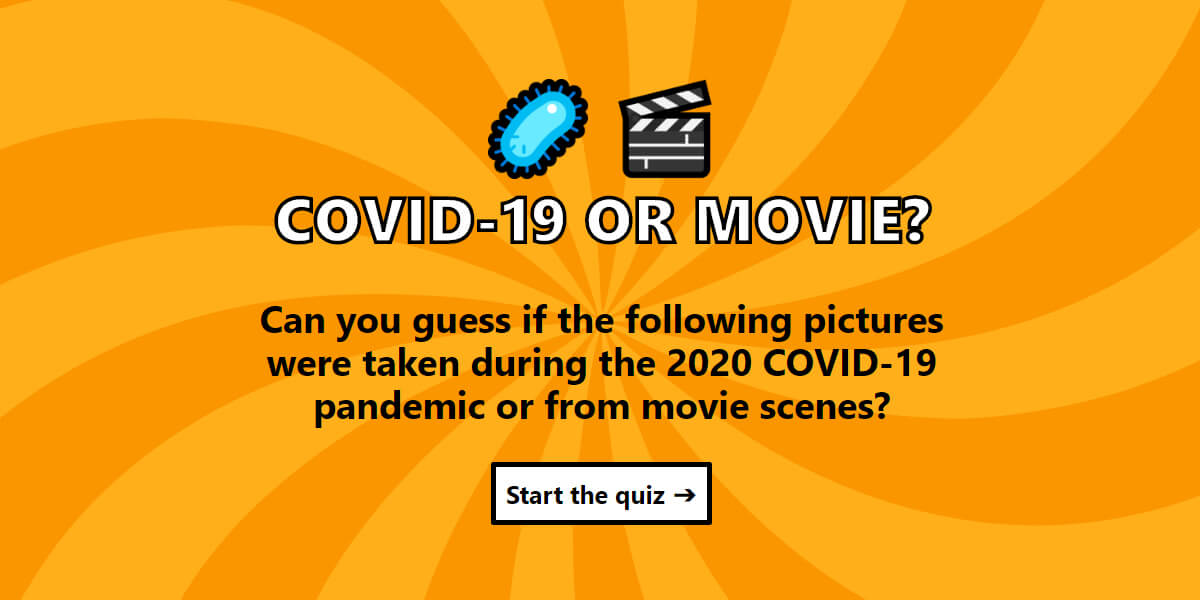 COVID-19 OR MOVIE?
Can you guess if the following pictures
were taken during the 2020 COVID-19
pandemic or from movie scenes?
Start the quiz ➔